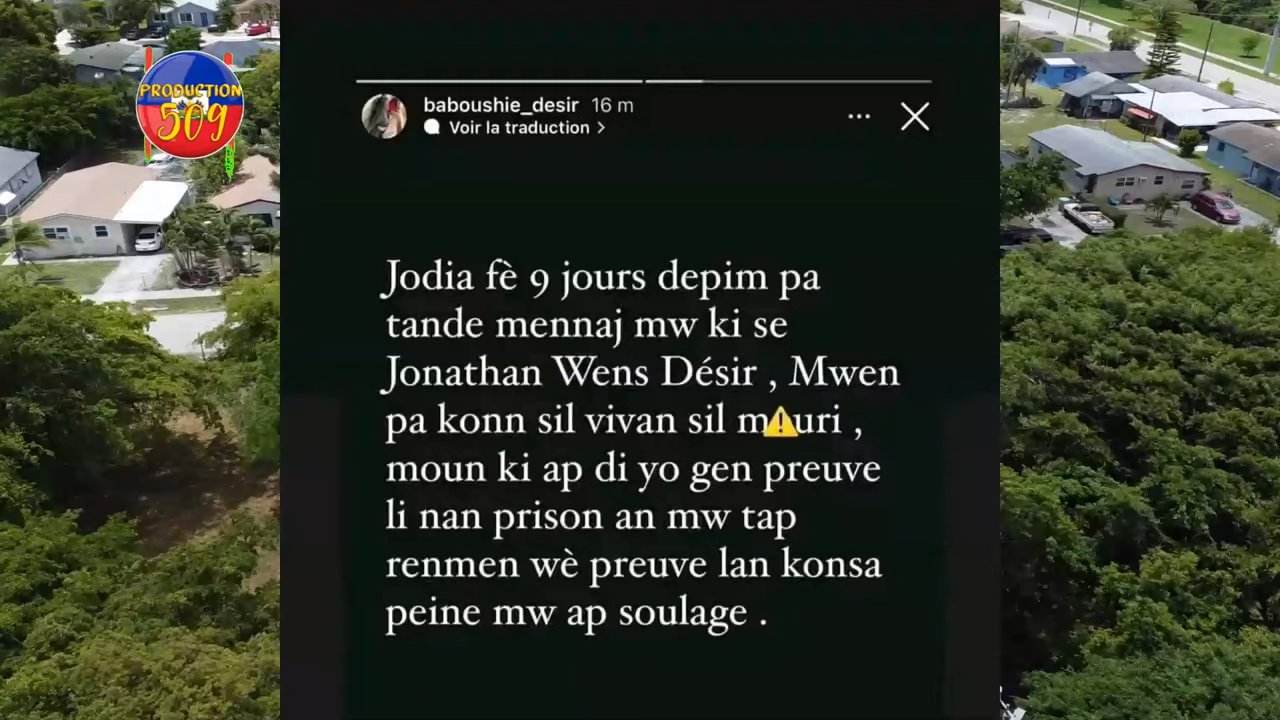 PRODUCTION
509
baboushie_desir 16 m
Voir la traduction >
Jodia fè 9 jours depim pa
tande mennaj mw ki se
Jonathan Wens Désir , Mwen
pa konn sil vivan sil m⚠️uri ,
moun ki ap di yo gen preuve
li nan prison an mw tap
renmen wè preuve lan konsa
peine mw ap soulage .